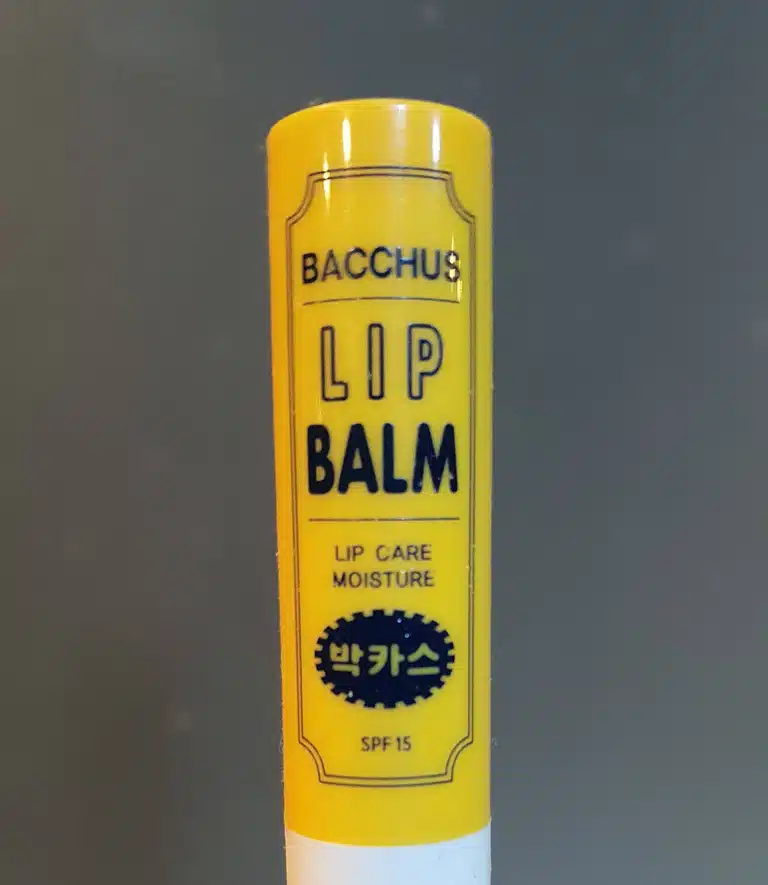 BACCHUS
LIP
BALM
LIP CARE
MOISTURE
박카스
SPF 15